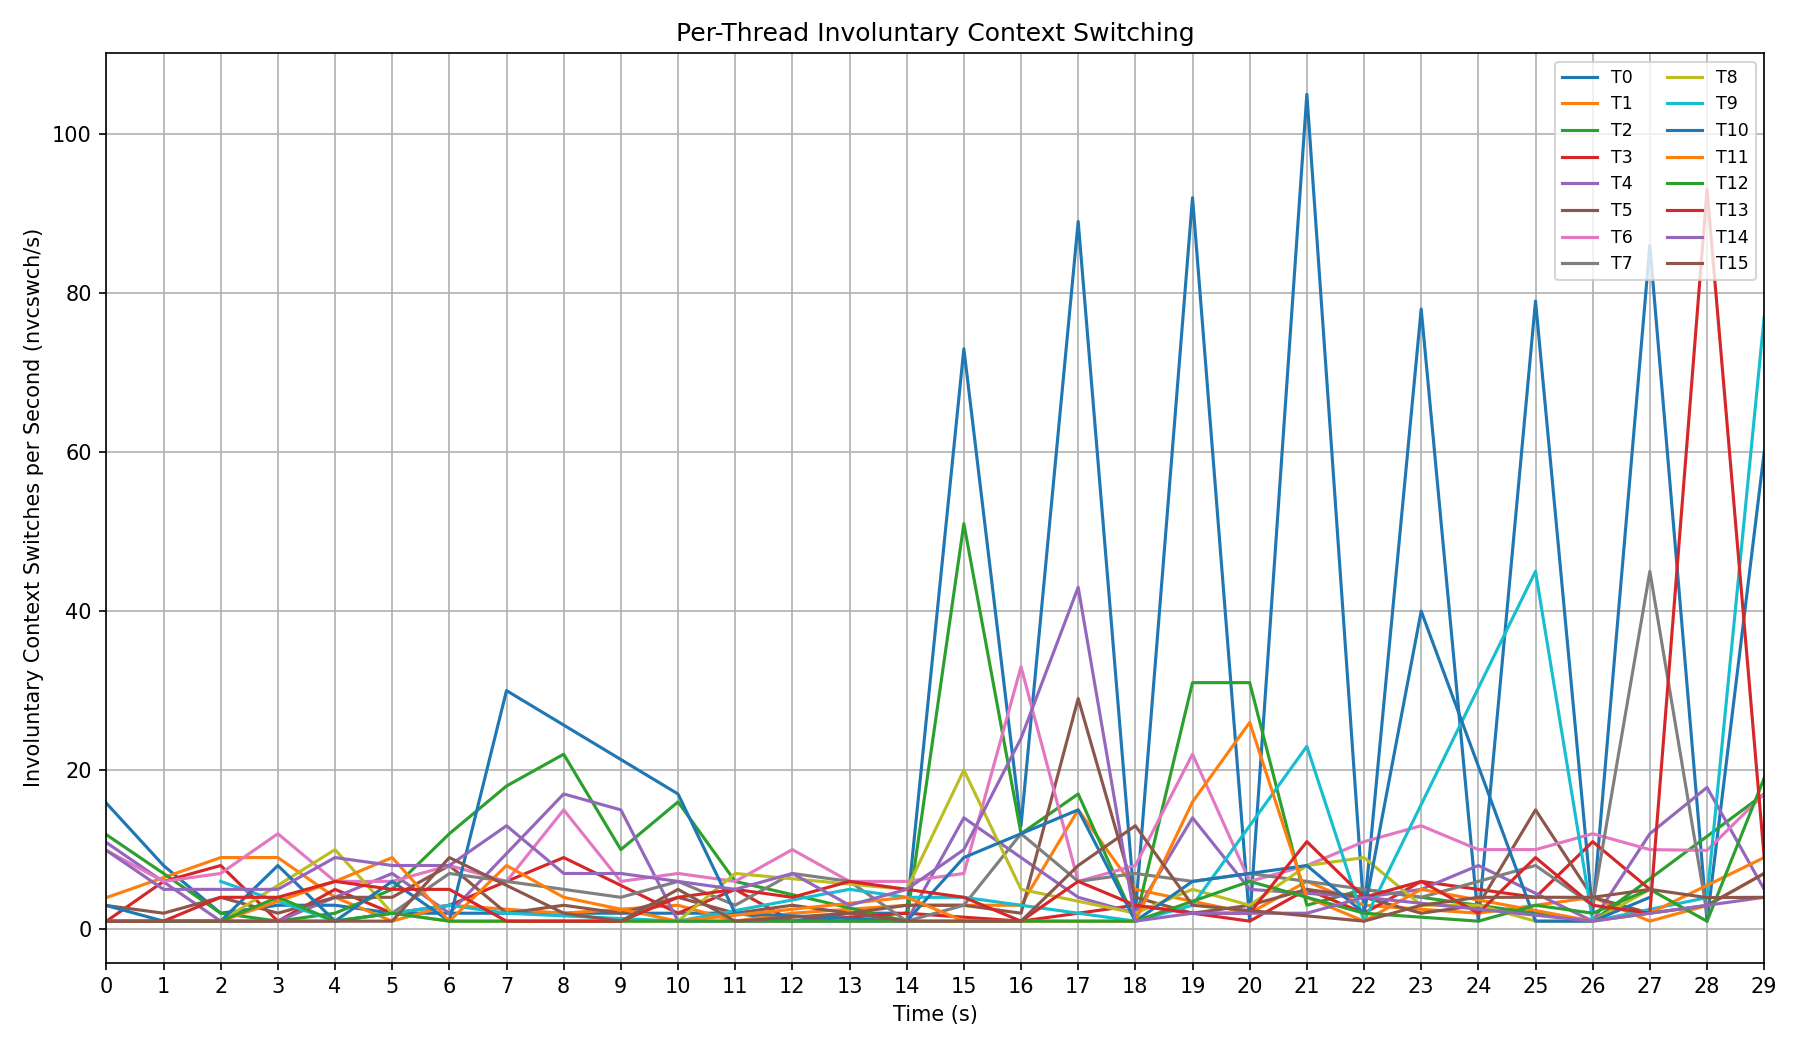 Per-Thread Involuntary Context Switching
Involuntary Context Switches per Second (nvcswch/s)
100
80
60
40
20
0
T0 T8
T1 T9
T2 T10
T3 T11
T4 T12
T5 T13
T6 T14
T7 T15
0 1 2 3 4 5 6 7 8 9 10 11 12 13 14 15 16 17 18 19 20 21 22 23 24 25 26 27 28 29
Time (s)